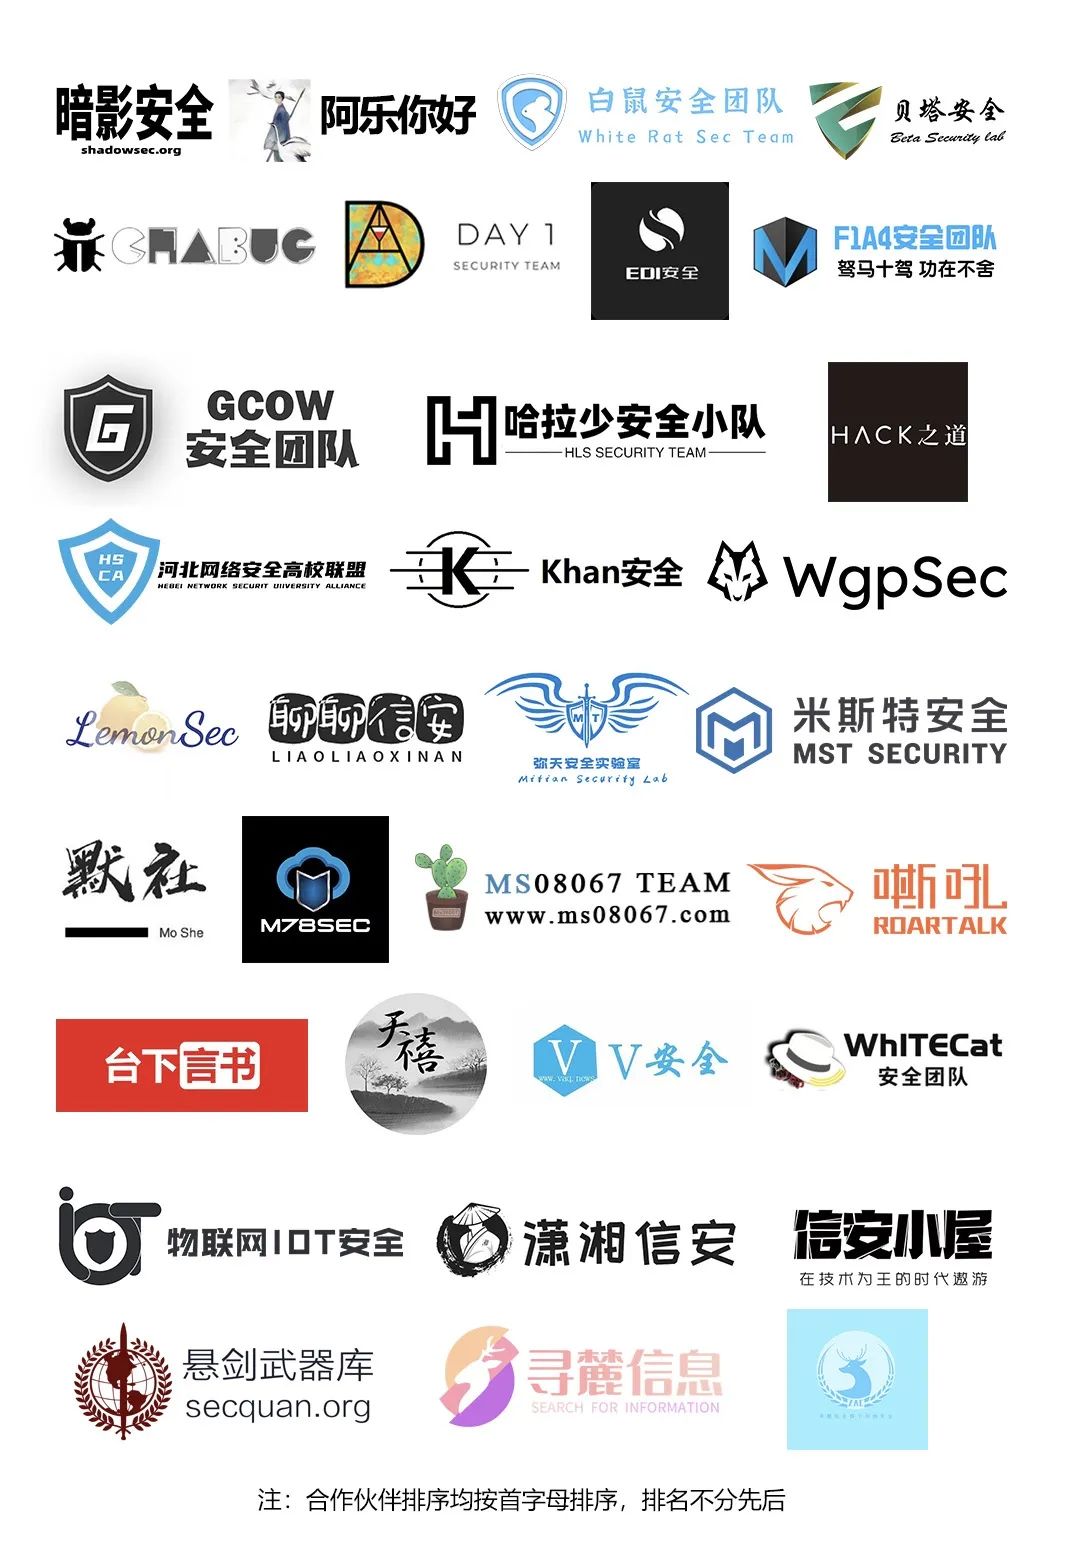 暗影安全
shadowsec.org
阿乐你好
白鼠安全团队
White Rat Sec Team
贝塔安全
Beta Security lab
CHABUG
DAY 1
SECURITY TEAM
EDI安全
F1A4安全团队
驽马十驾 功在不舍
G
GCOW
安全团队
H
哈拉少安全小队
HLS SECURITY TEAM
HACK之道
HS
CA
河北网络安全高校联盟
HEBEI NETWORK SECURIT UIVERSITY ALLIANCE
K
Khan安全
WgpSec
LemonSec
聊聊信安
LIAOLIAOXINAN
M T
弥天安全实验室
Mitian Security Lab
米斯特安全
MST SECURITY
默社
Mo She
M78SEC
MS08067 TEAM
www.ms08067.com
嘶吼
ROARTALK
台下言书
天禧
V
www.vaq.news
V安全
WhITECat
安全团队
IOT
物联网IOT安全
潇湘信安
信安小屋
在技术为王的时代遨游
悬剑武器库
secquan.org
寻麓信息
SEARCH FOR INFORMATION
注：合作伙伴排序均按首字母排序，排名不分先后